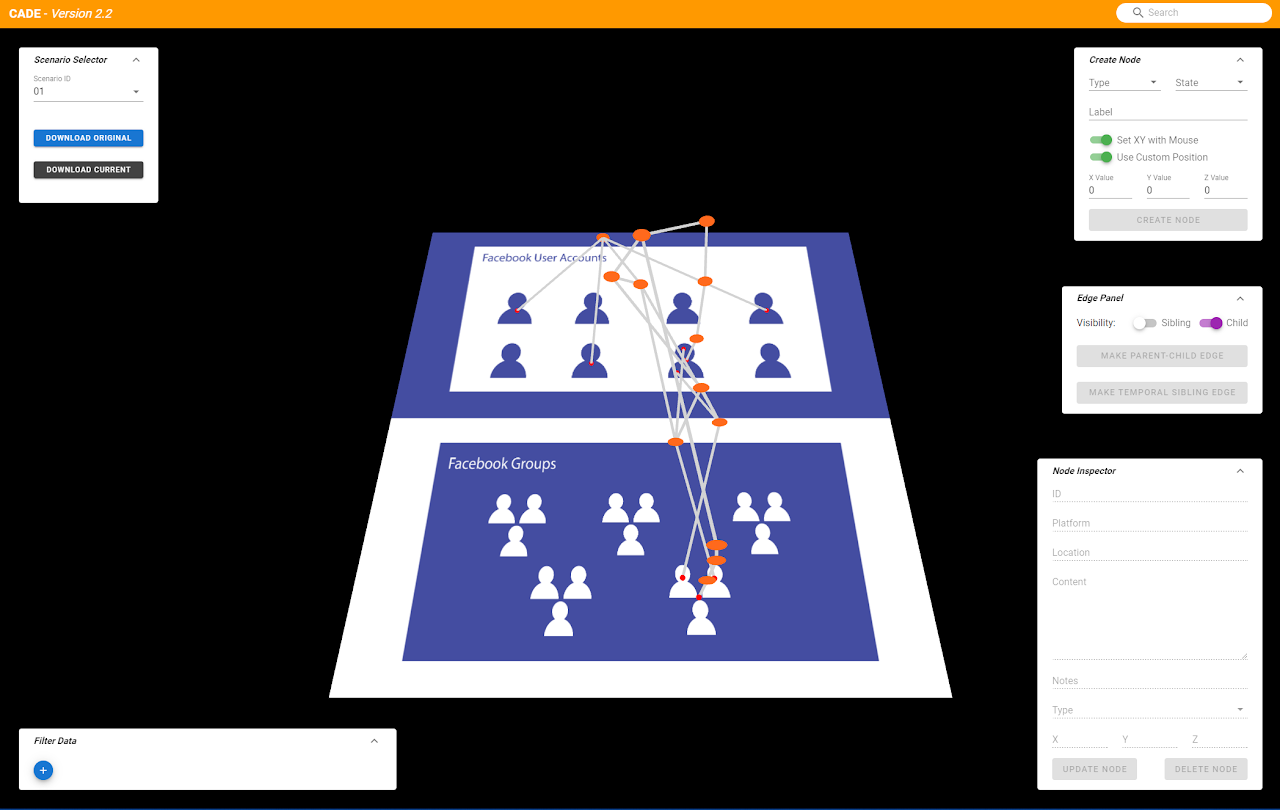 CADE - Version 2.2
Search
Scenario Selector
Scenario ID
01
DOWNLOAD ORIGINAL
DOWNLOAD CURRENT
Create Node
Type State
Label
Set XY with Mouse
Use Custom Position
X Value Y Value Z Value
0 0 0
CREATE NODE
Facebook User Accounts
Facebook Groups
Edge Panel
Visibility: Sibling Child
MAKE PARENT-CHILD EDGE
MAKE TEMPORAL SIBLING EDGE
Node Inspector
ID
Platform
Location
Content
Notes
Type
X Y Z
UPDATE NODE DELETE NODE
Filter Data
+